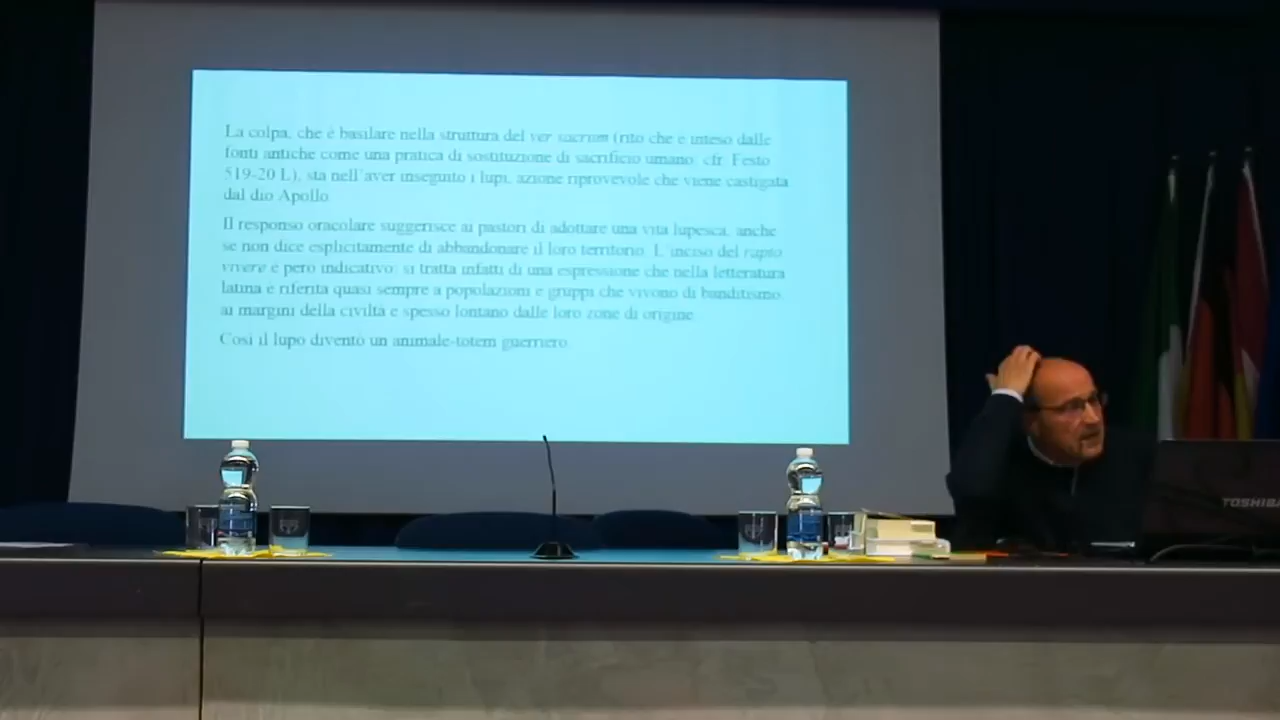 La colpa, che è basilare nella struttura del ver sacrum (rito che è inteso dalle
fonti antiche come una pratica di sostituzione di sacrificio umano: cfr. Festo
519-20 L), sta nell'aver inseguito i lupi, azione riprovevole che viene castigata
dal dio Apollo.
Il responso oracolare suggerisce ai pastori di adottare una vita lupesca, anche
se non dice esplicitamente di abbandonare il loro territorio. L'inciso del rapto
vivere è però indicativo: si tratta infatti di una espressione che nella letteratura
latina è riferita quasi sempre a popolazioni e gruppi che vivono di banditismo,
ai margini della civiltà e spesso lontano dalle loro zone di origine.
Così il lupo diventò un animale-totem guerriero.
TOSHIBA